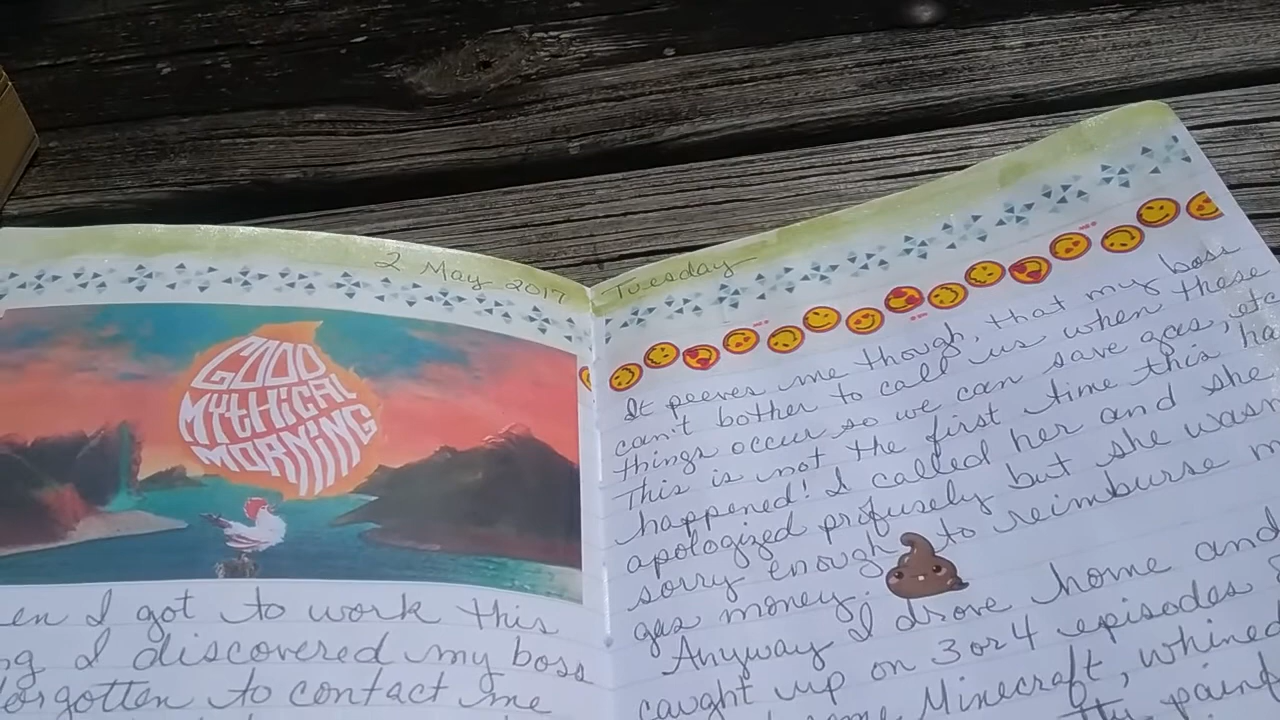 2 May 2017
GOOD
MYTHICAL
MORNING
en I got to work this
ng I discovered my boss
forgotten to contact me
Tuesday
It peeves me though, that my boss
can't bother to call us when these
things occur so we can save gas, etc
This is not the first time this ha
happened! I called her and she
apologized profusely but she wasn
sorry enough to reimburse m
gas money.
Anyway I drove home and
caught up on 3 or 4 episodes
Minecraft, whined
paint